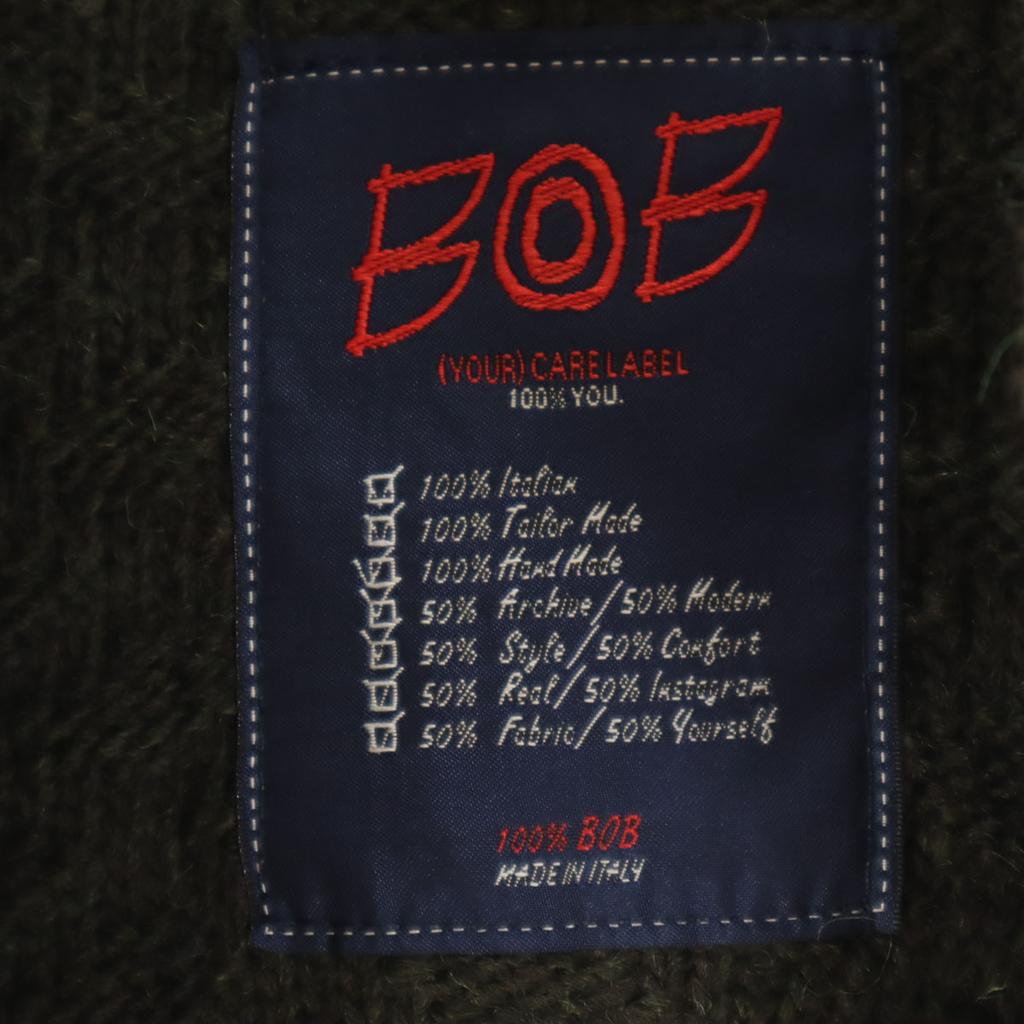 BOB
(YOUR) CARE LABEL
100% YOU.
100% Italian
100% Tailor Made
100% Hand Made
50% Archive/50% Modern
50% Style/50% Comfort
50% Real/50% Instagram
50% Fabric/50% Yourself
100% BOB
MADE IN ITALY